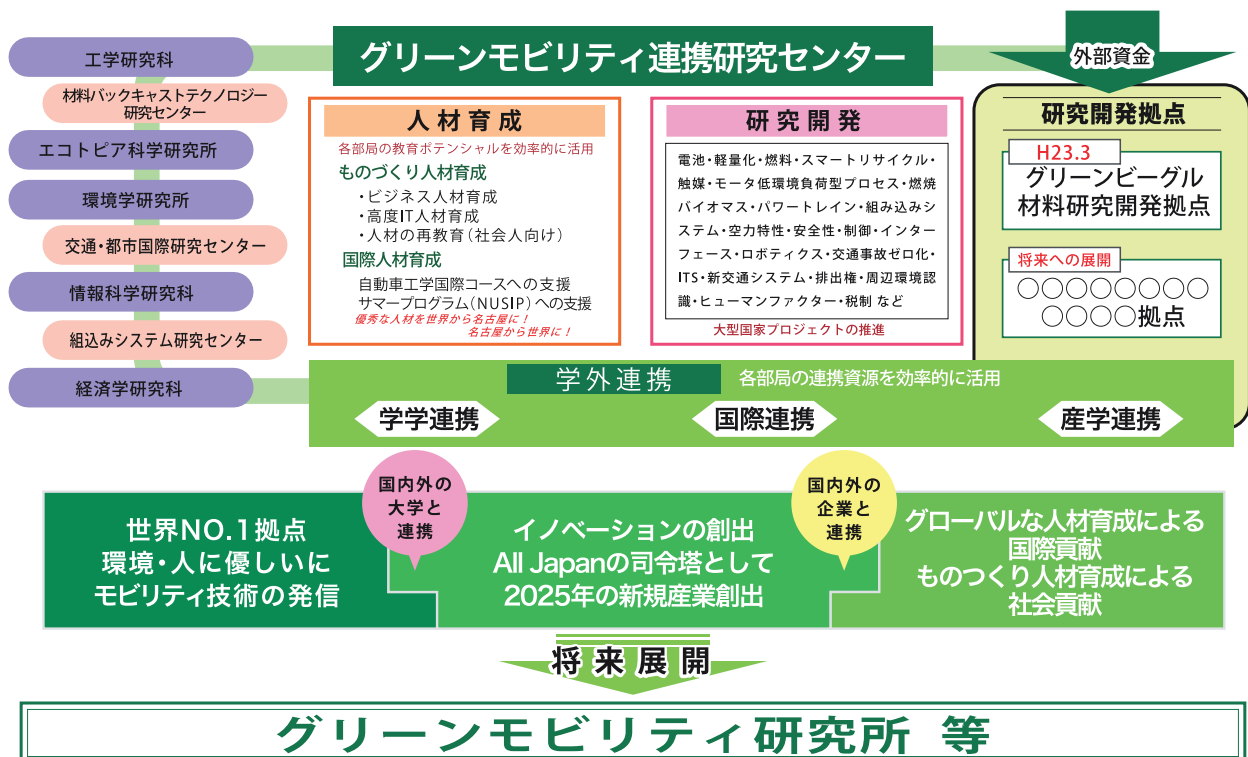 グリーンモビリティ連携研究センター
外部資金
工学研究科
材料バックキャストテクノロジー
研究センター
エコトピア科学研究所
環境学研究所
交通・都市国際研究センター
情報科学研究科
組込みシステム研究センター
経済学研究科
人材育成
各部局の教育ポテンシャルを効率的に活用
ものづくり人材育成
・ビジネス人材育成
・高度IT人材育成
・人材の再教育（社会人向け）
国際人材育成
自動車工学国際コースへの支援
サマープログラム（NUSIP）への支援
優秀な人材を世界から名古屋に！
名古屋から世界に！
研究開発
電池・軽量化・燃料・スマートリサイクル・
触媒・モータ低環境負荷型プロセス・燃焼
バイオマス・パワートレイン・組み込みシ
ステム・空力特性・安全性・制御・インター
フェース・ロボティクス・交通事故ゼロ化・
ITS・新交通システム・排出権・周辺環境認
識・ヒューマンファクター・税制 など
大型国家プロジェクトの推進
研究開発拠点
H23.3
グリーンビーグル
材料研究開発拠点
将来への展開
○○○○○○○○
○○○○拠点
学外連携
各部局の連携資源を効率的に活用
学学連携
国際連携
産学連携
国内外の
大学と
連携
国内外の
企業と
連携
世界NO.1拠点
環境・人に優しいに
モビリティ技術の発信
イノベーションの創出
All Japanの司令塔として
2025年の新規産業創出
グローバルな人材育成による
国際貢献
ものつくり人材育成による
社会貢献
将来展開
グリーンモビリティ研究所 等